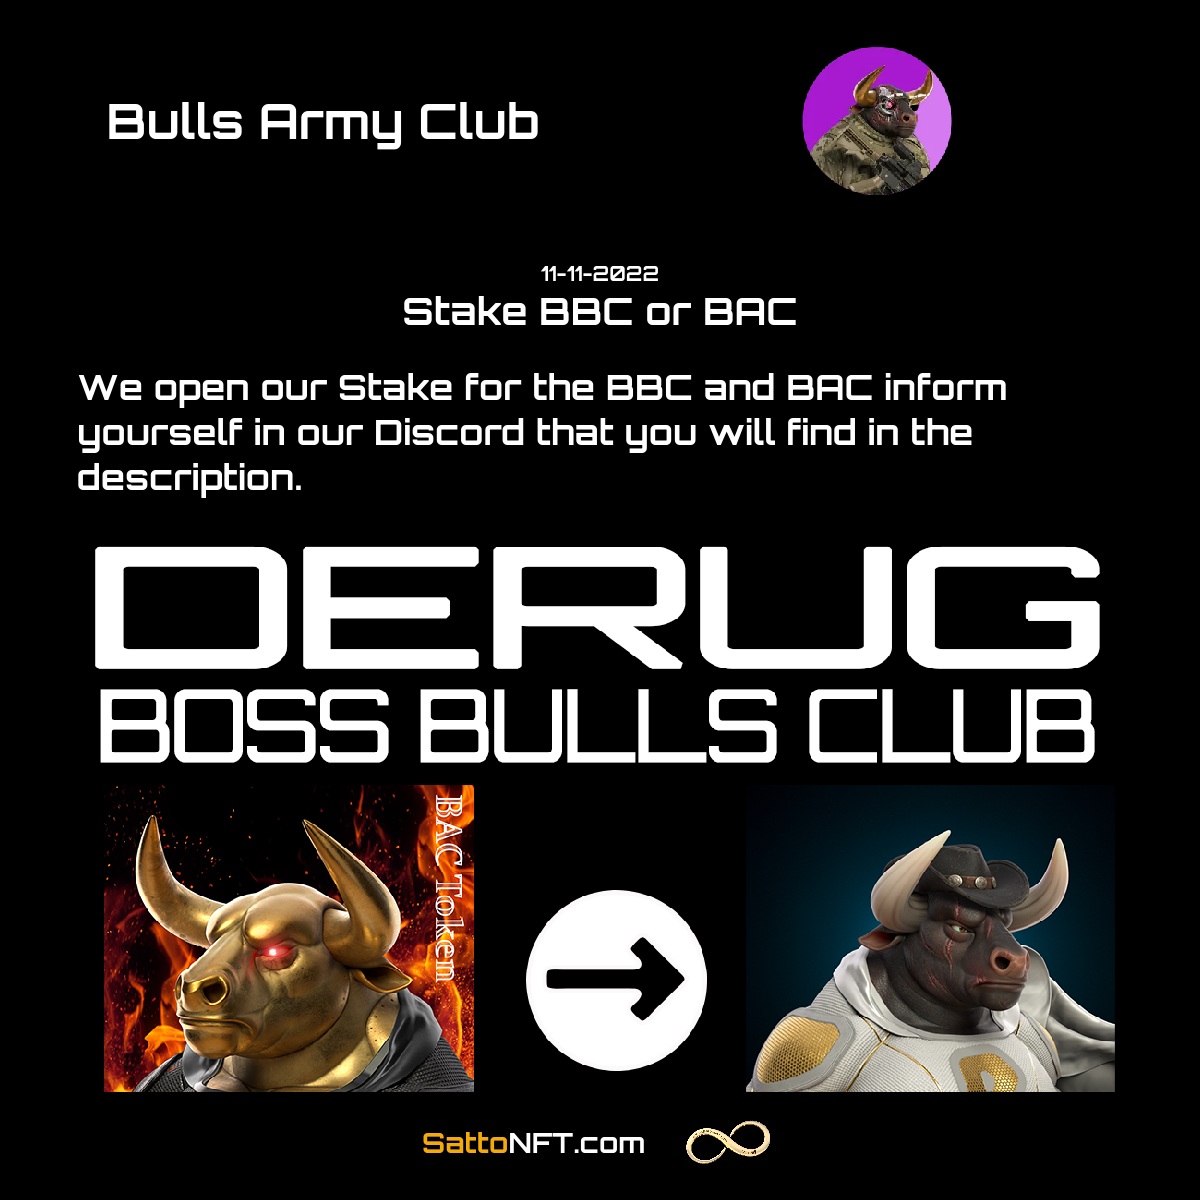 Bulls Army Club
11-11-2022
Stake BBC or BAC
We open our Stake for the BBC and BAC inform
yourself in our Discord that you will find in the
description.
DERUG
BOSS BULLS CLUB
BAC Token
SattoNFT.com